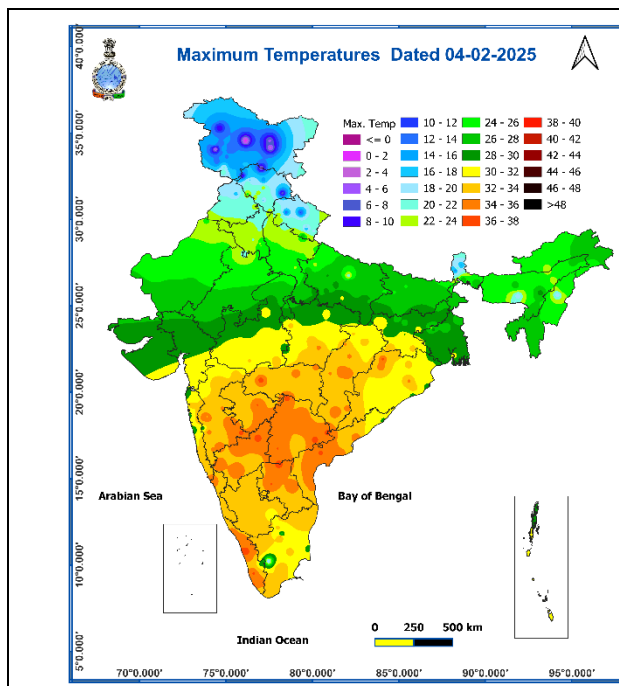 Maximum Temperatures Dated 04-02-2025
40°0.000'
35°0.000'
30°0.000'
25°0.000'
20°0.000'
15°0.000'
10°0.000'
5°0.000'
Max. Temp
<= 0
0 - 2
2 - 4
4 - 6
6 - 8
8 - 10
10 - 12
12 - 14
14 - 16
16 - 18
18 - 20
20 - 22
22 - 24
24 - 26
26 - 28
28 - 30
30 - 32
32 - 34
34 - 36
36 - 38
38 - 40
40 - 42
42 - 44
44 - 46
46 - 48
>48
Arabian Sea
Bay of Bengal
Indian Ocean
0 250 500 km
70°0.000' 75°0.000' 80°0.000' 85°0.000' 90°0.000' 95°0.000'